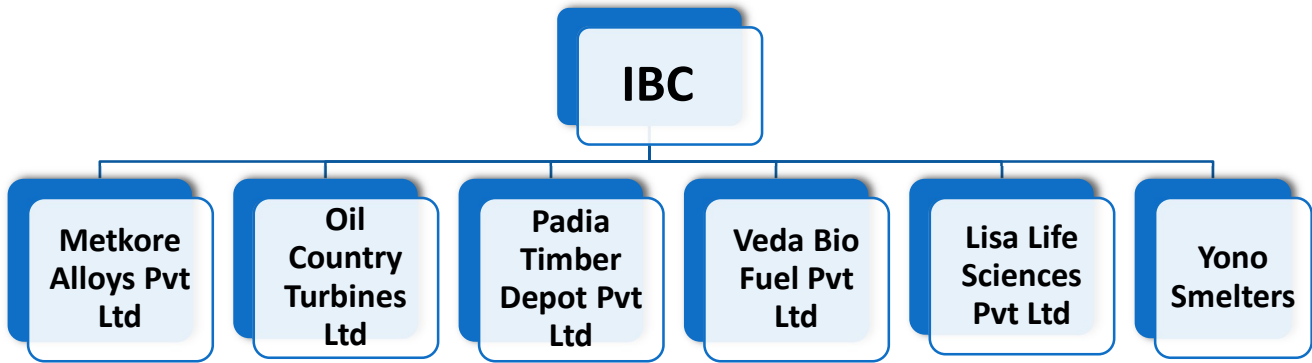 IBC
Metkore
Alloys Pvt
Ltd
Oil
Country
Turbines
Ltd
Padia
Timber
Depot Pvt
Ltd
Veda Bio
Fuel Pvt
Ltd
Lisa Life
Sciences
Pvt Ltd
Yono
Smelters